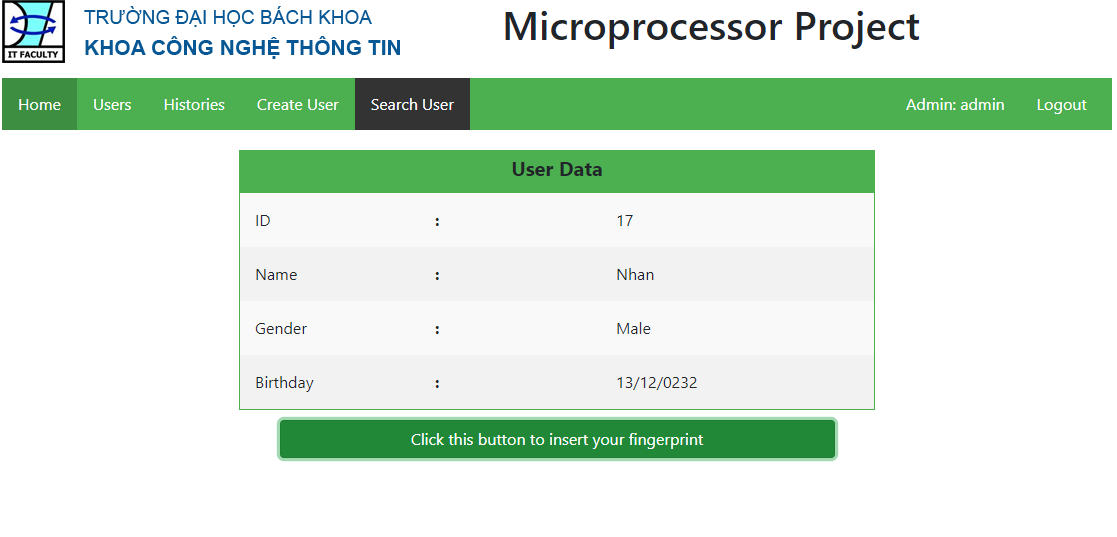 TRƯỜNG ĐẠI HỌC BÁCH KHOA
KHOA CÔNG NGHỆ THÔNG TIN
IT FACULTY
Microprocessor Project
Home Users Histories Create User Search User Admin: admin Logout
User Data
ID : 17
Name : Nhan
Gender : Male
Birthday : 13/12/0232
Click this button to insert your fingerprint